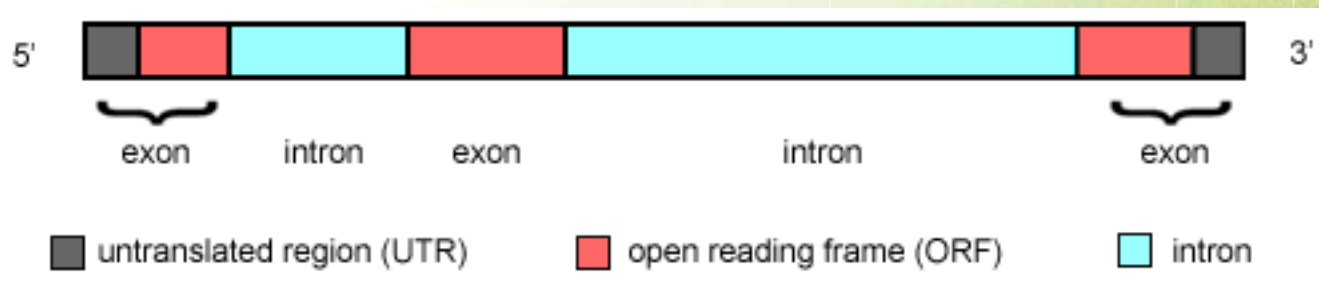 5' 3'
exon intron exon intron exon
untranslated region (UTR) open reading frame (ORF) intron